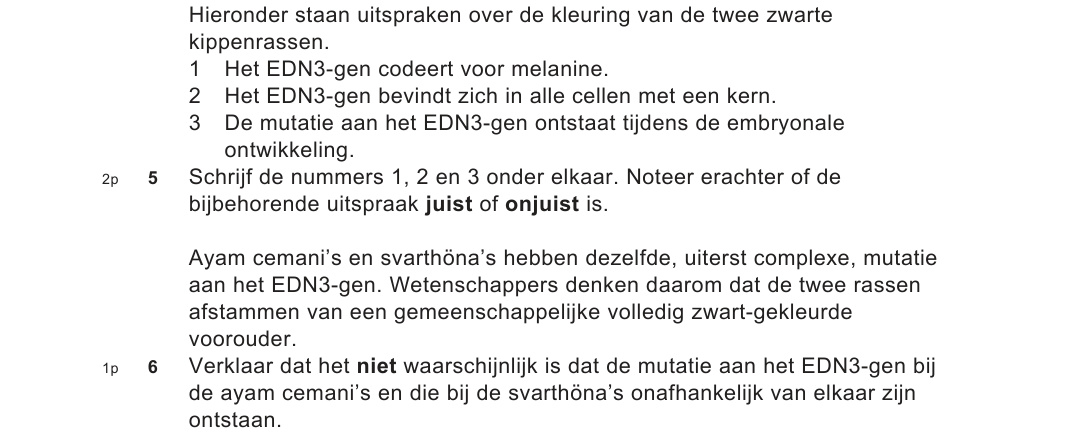 Hieronder staan uitspraken over de kleuring van de twee zwarte
kippenrassen.
1 Het EDN3-gen codeert voor melanine.
2 Het EDN3-gen bevindt zich in alle cellen met een kern.
3 De mutatie aan het EDN3-gen ontstaat tijdens de embryonale
ontwikkeling.
2p 5 Schrijf de nummers 1, 2 en 3 onder elkaar. Noteer erachter of de
bijbehorende uitspraak juist of onjuist is.
Ayam cemani's en svarthöna's hebben dezelfde, uiterst complexe, mutatie
aan het EDN3-gen. Wetenschappers denken daarom dat de twee rassen
afstammen van een gemeenschappelijke volledig zwart-gekleurde
voorouder.
1p 6 Verklaar dat het niet waarschijnlijk is dat de mutatie aan het EDN3-gen bij
de ayam cemani's en die bij de svarthöna's onafhankelijk van elkaar zijn
ontstaan.